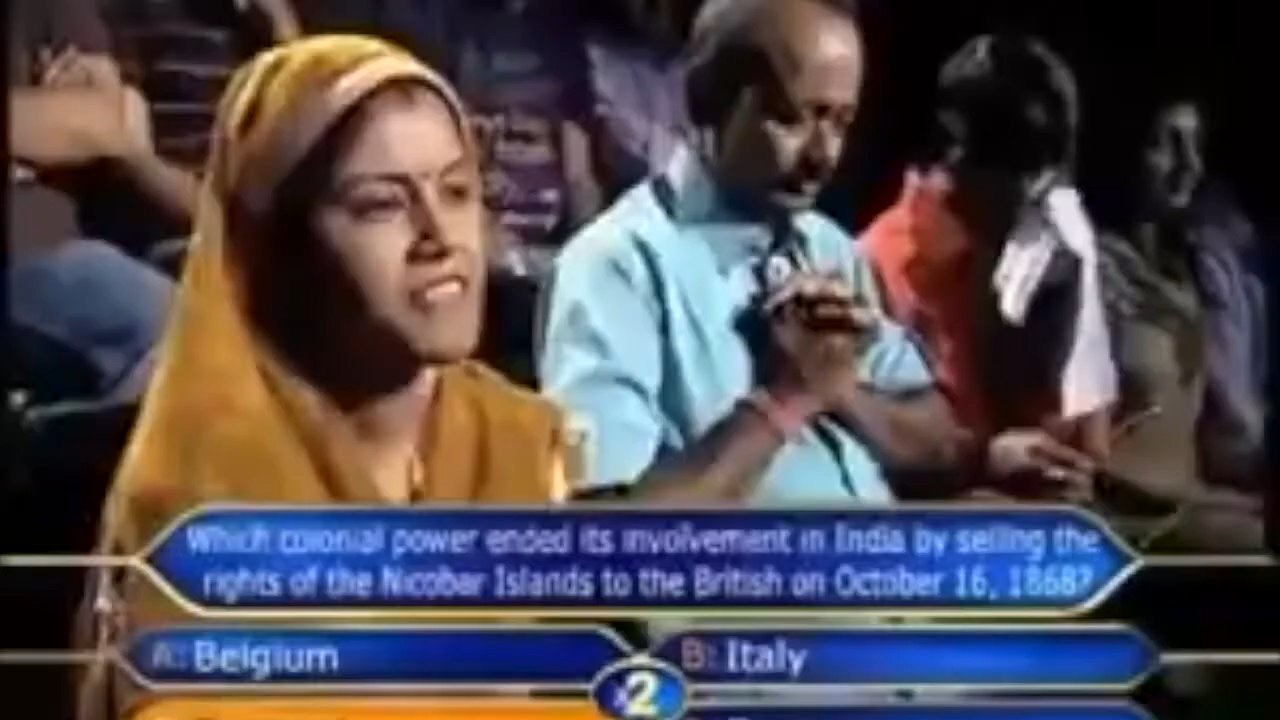 Which colonial power ended its involvement in India by selling the
rights of the Nicobar Islands to the British on October 16, 1868?
A: Belgium
B: Italy
x2